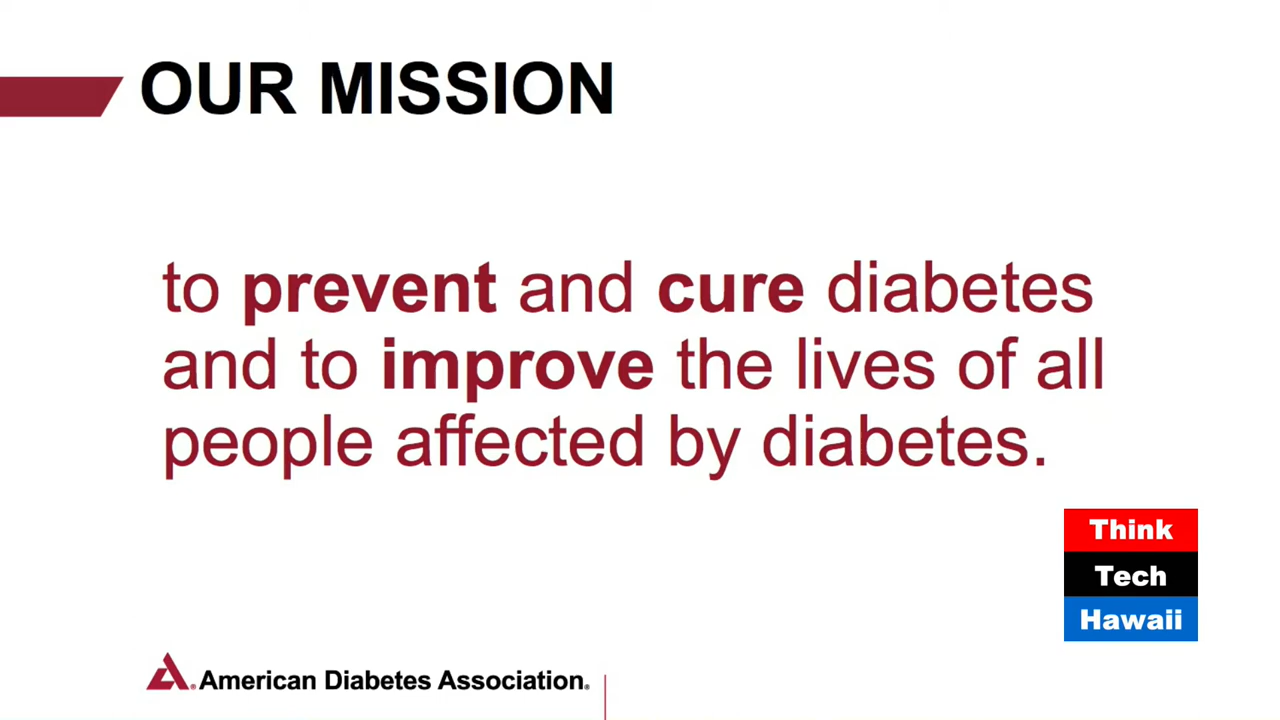 OUR MISSION
to prevent and cure diabetes
and to improve the lives of all
people affected by diabetes.
Think
Tech
Hawaii
American Diabetes Association®